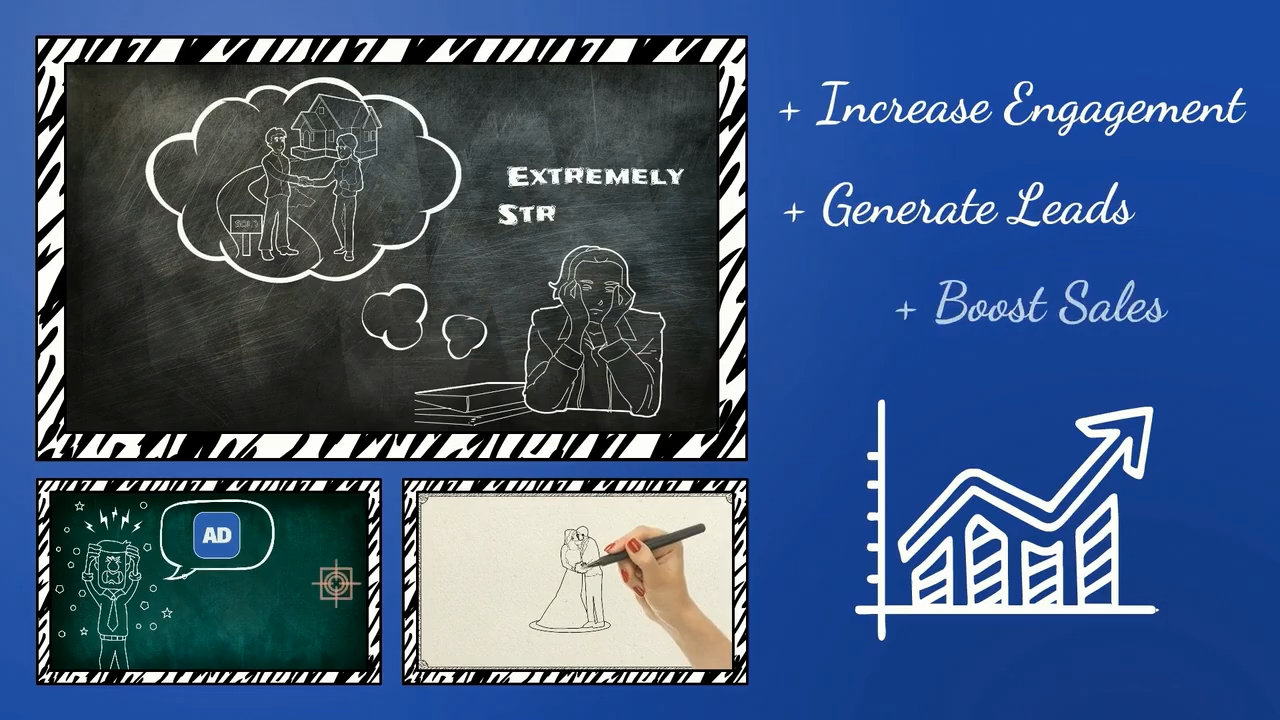 EXTREMELY
STR
AD
+ Increase Engagement
+ Generate Leads
+ Boost Sales